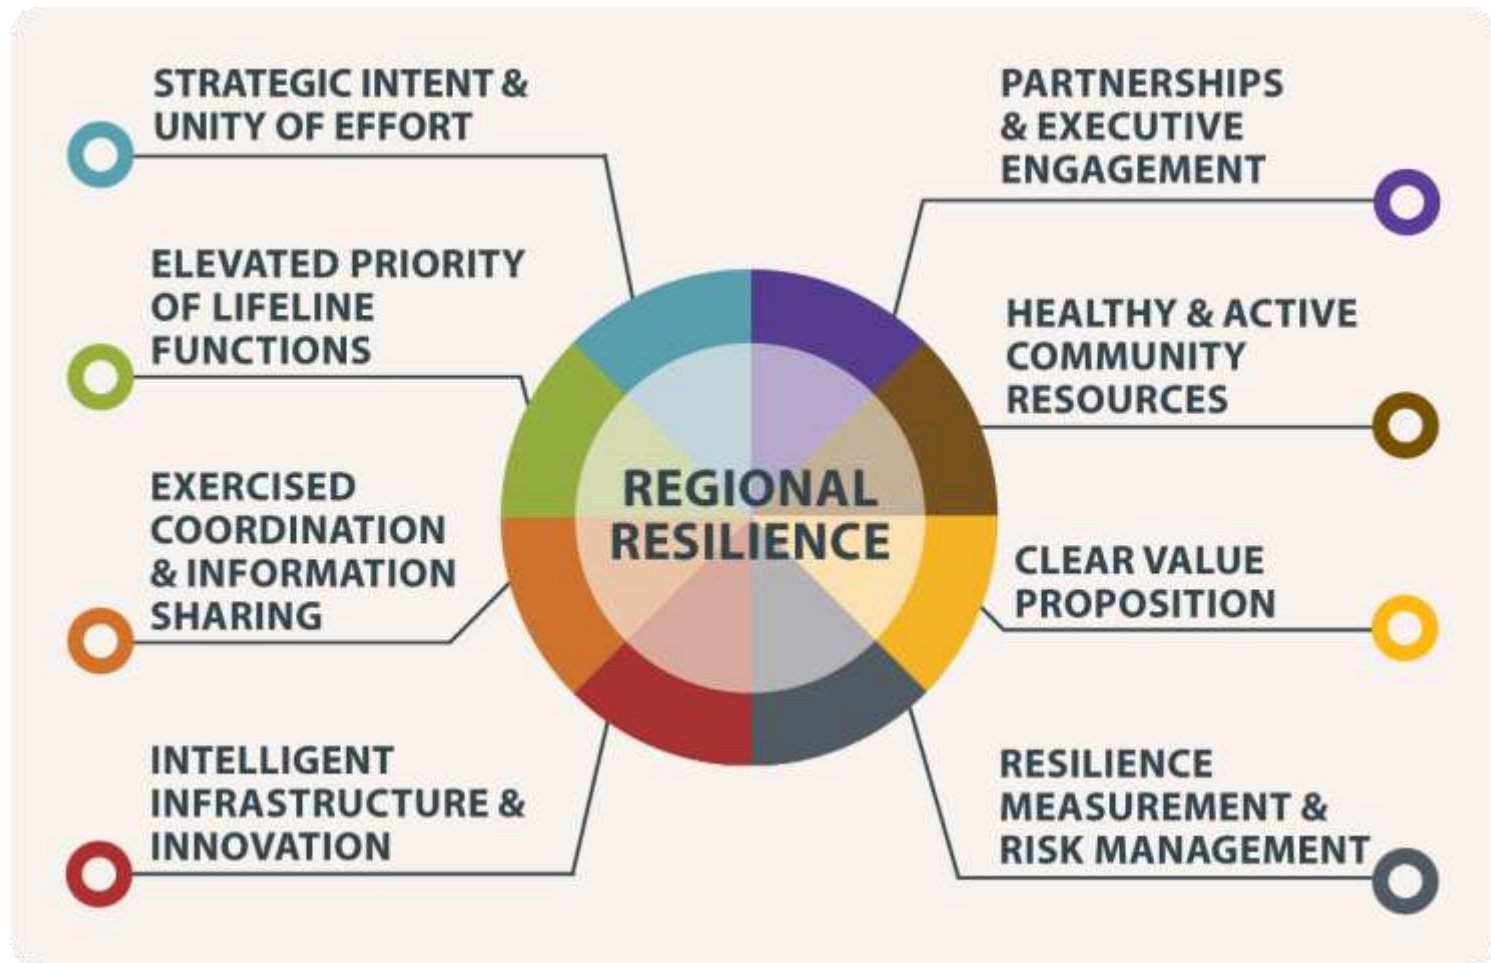 STRATEGIC INTENT &
UNITY OF EFFORT
ELEVATED PRIORITY
OF LIFELINE
FUNCTIONS
EXERCISED
COORDINATION
& INFORMATION
SHARING
INTELLIGENT
INFRASTRUCTURE &
INNOVATION
REGIONAL
RESILIENCE
PARTNERSHIPS
& EXECUTIVE
ENGAGEMENT
HEALTHY & ACTIVE
COMMUNITY
RESOURCES
CLEAR VALUE
PROPOSITION
RESILIENCE
MEASUREMENT &
RISK MANAGEMENT